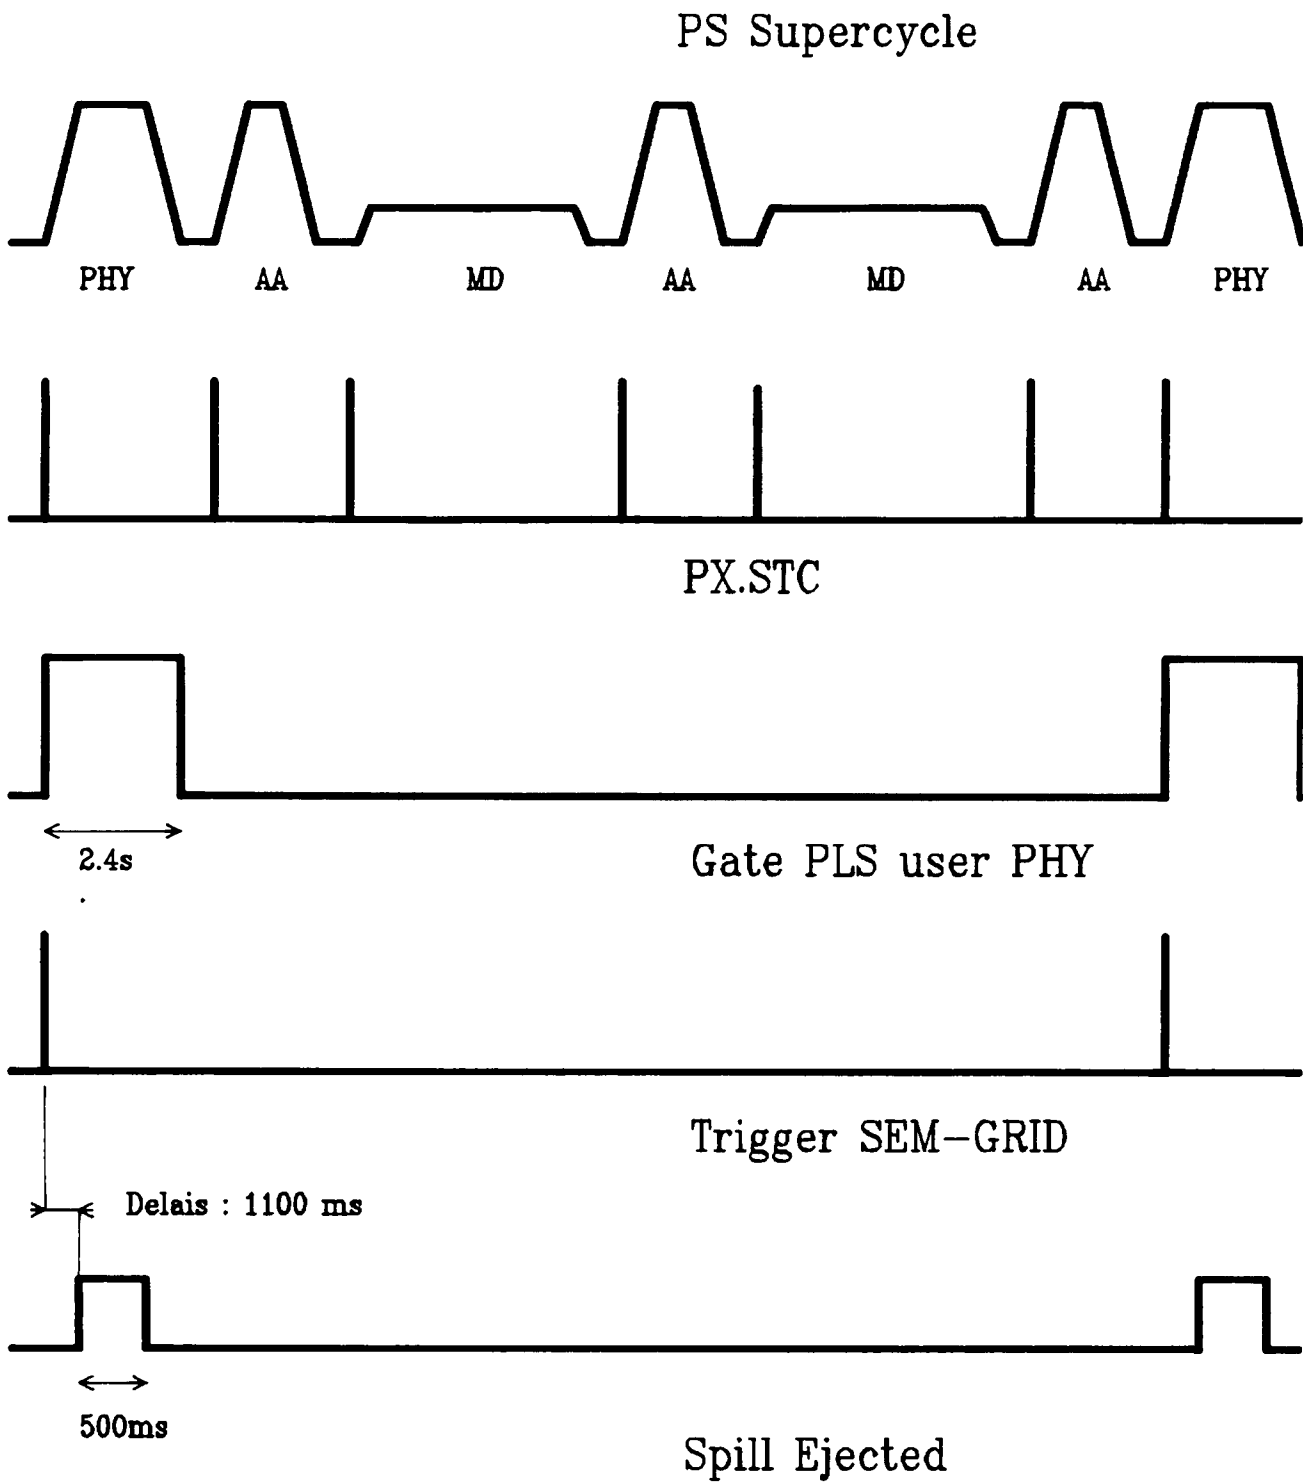 PS Supercycle
PHY AA MD AA MD AA PHY
PX.STC
2.4s
Gate PLS user PHY
Trigger SEM-GRID
Delais : 1100 ms
500ms
Spill Ejected